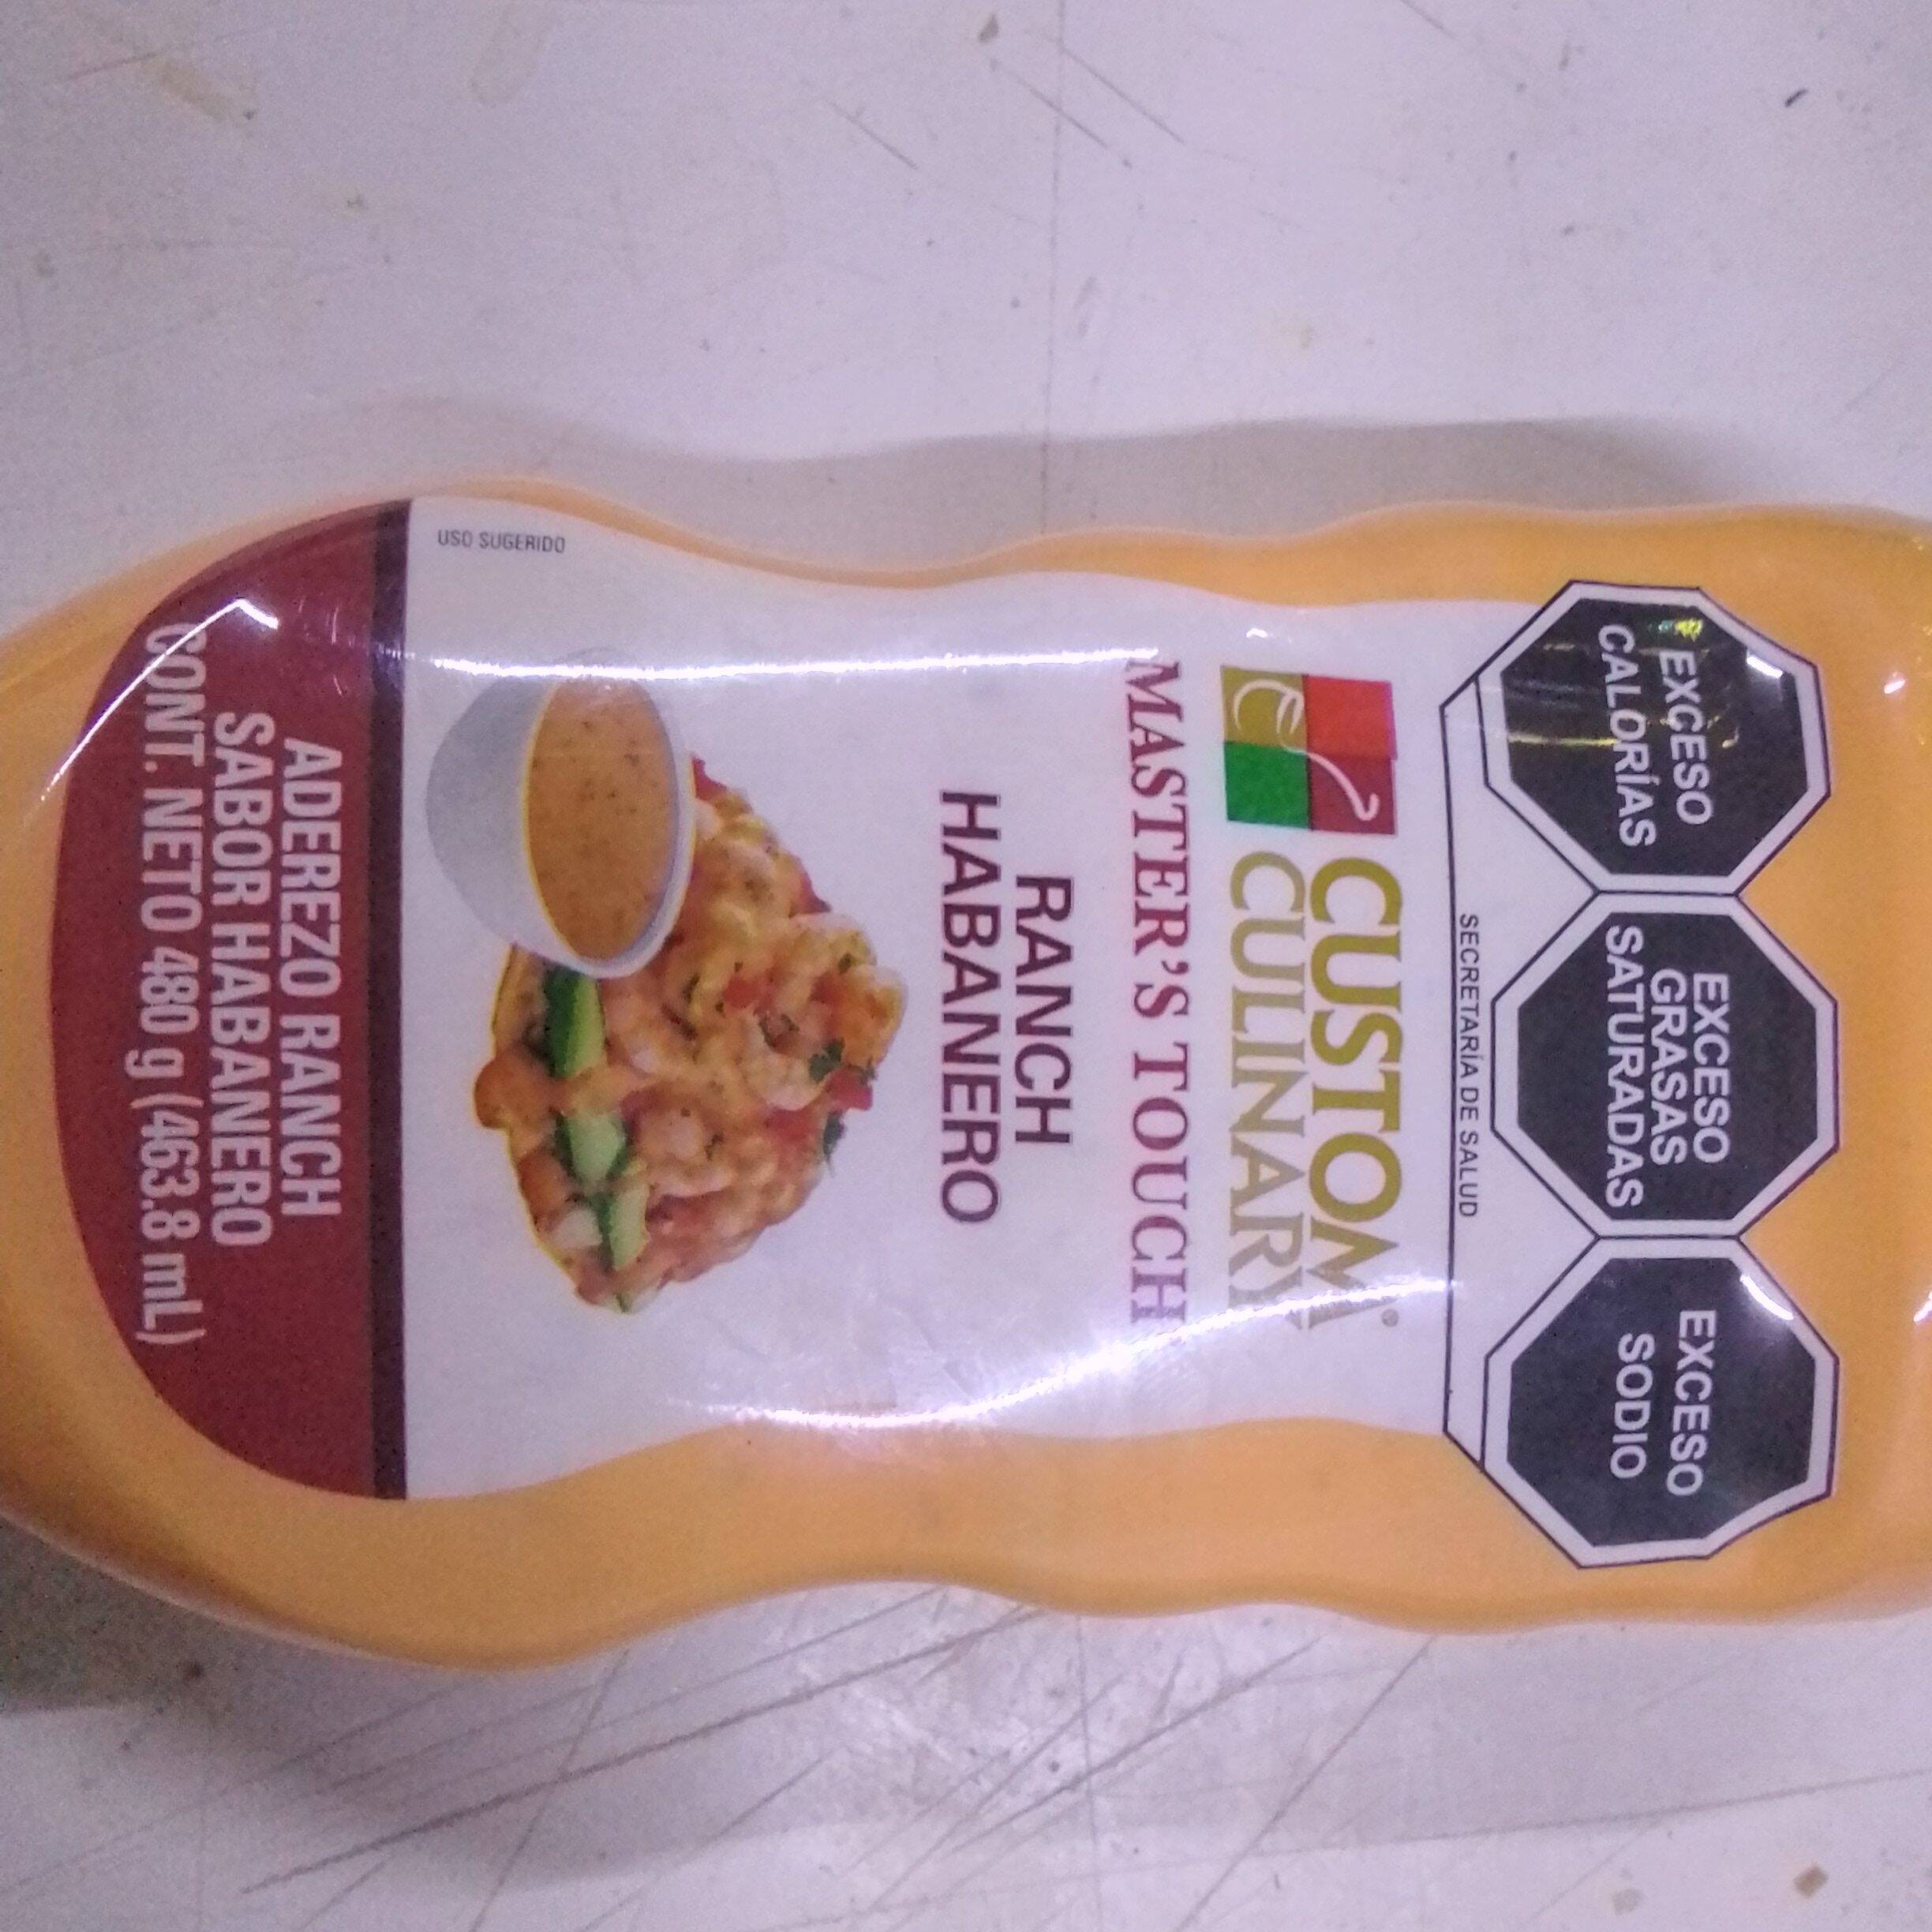 EXCESO
CALORÍAS
EXCESO
GRASAS
SATURADAS
EXCESO
SODIO
SECRETARÍA DE SALUD
CUSTOM®
CULINARY
MASTER'S TOUCH
RANCH
HABANERO
USO SUGERIDO
ADEREZO RANCH
SABOR HABANERO
CONT. NETO 480 g (463.8 mL)